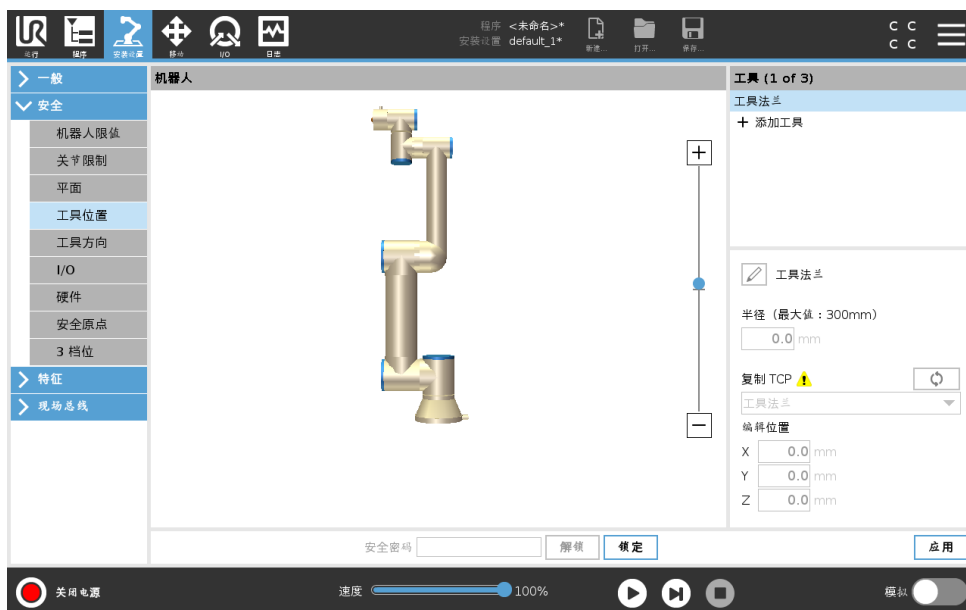 程序 <未命名>*
安装设置 default_1*
新建...
打开...
保存...
C C
C C
UR
运行
程序
安装设置
移动
I/O
日志
一般
安全
机器人限值
关节限制
平面
工具位置
工具方向
I/O
硬件
安全原点
3 档位
特征
现场总线
机器人
+
−
工具 (1 of 3)
工具法兰
+ 添加工具
工具法兰
半径（最大值：300mm）
0.0 mm
复制 TCP
工具法兰
编辑位置
X 0.0 mm
Y 0.0 mm
Z 0.0 mm
安全密码
解锁
锁定
应用
关闭电源
速度 100%
模拟